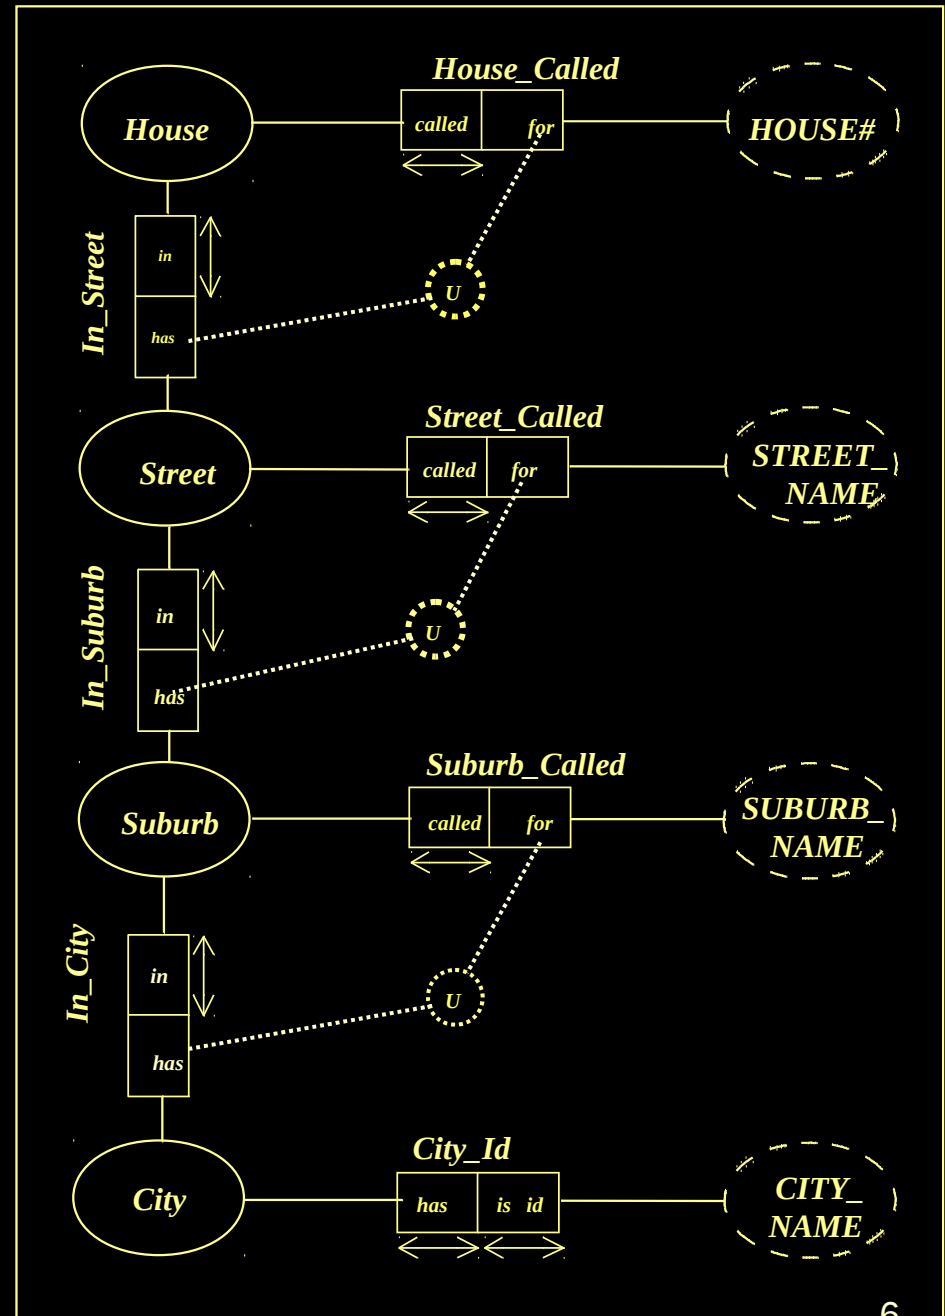 House_Called
House
called
for
HOUSE#
In_Street
in
has
U
Street_Called
Street
called
for
STREET_
NAME
In_Suburb
in
has
U
Suburb_Called
Suburb
called
for
SUBURB_
NAME
In_City
in
has
U
City_Id
City
has
is id
CITY_
NAME
6